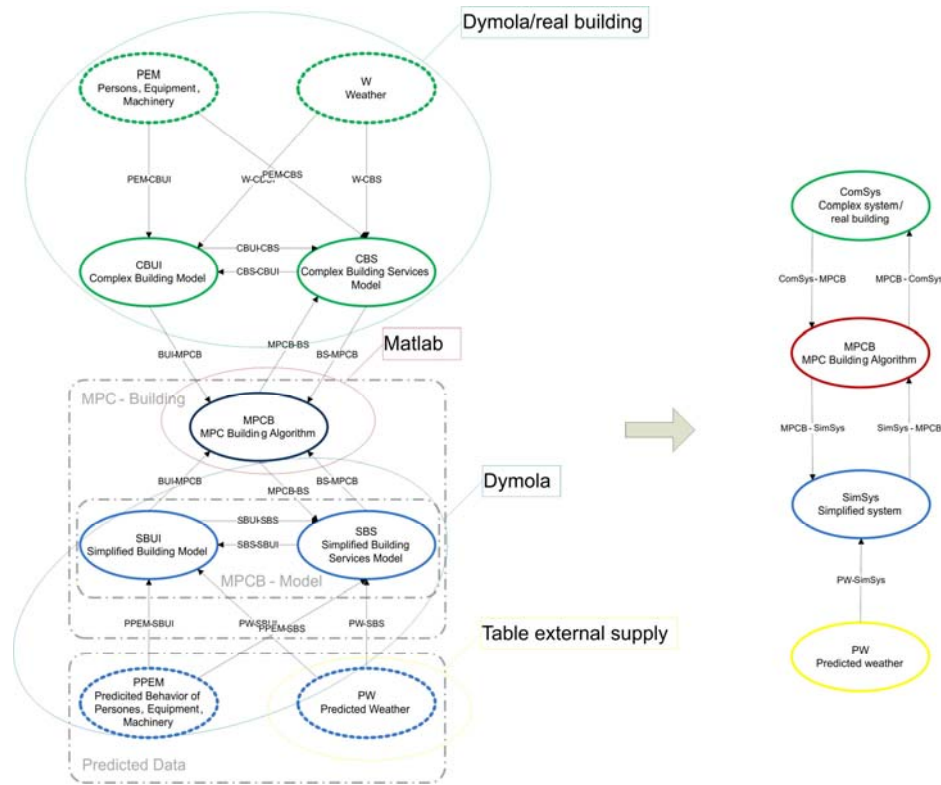 Dymola/real building
PEM
Persons, Equipment,
Machinery
W
Weather
PEM-CBUI
W-CBUI
PEM-CBS
W-CBS
CBUI
Complex Building Model
CBUI-CBS
CBS-CBUI
CBS
Complex Building Services
Model
BUI-MPCB
MPCB-BS
BS-MPCB
Matlab
MPC - Building
MPCB
MPC Building Algorithm
BUI-MPCB
MPCB-BS
BS-MPCB
Dymola
SBUI
Simplified Building Model
SBUI-SBS
SBS-SBUI
SBS
Simplified Building
Services Model
MPCB - Model
PPEM-SBUI
PW-SBUI
PPEM-SBS
PW-SBS
Table external supply
PPEM
Predicited Behavior of
Persones, Equipment,
Machinery
PW
Predicted Weather
Predicted Data
ComSys
Complex system/
real building
ComSys - MPCB
MPCB - ComSys
MPCB
MPC Building Algorithm
MPCB - SimSys
SimSys - MPCB
SimSys
Simplified system
PW-SimSys
PW
Predicted weather